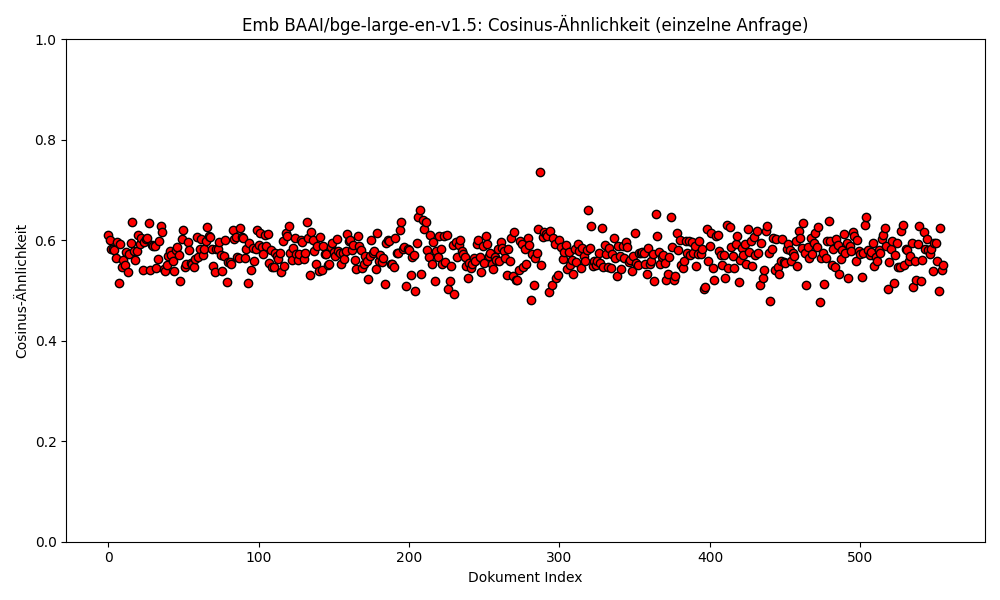 Emb BAAI/bge-large-en-v1.5: Cosinus-Ähnlichkeit (einzelne Anfrage)
Cosinus-Ähnlichkeit
1.0
0.8
0.6
0.4
0.2
0.0
0 100 200 300 400 500
Dokument Index